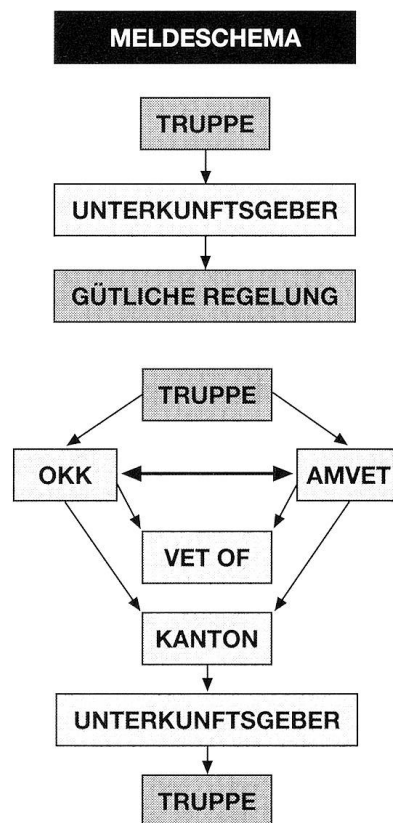 MELDESCHEMA
TRUPPE
UNTERKUNFTSGEBER
GÜTLICHE REGELUNG
TRUPPE
OKK
AMVET
VET OF
KANTON
UNTERKUNFTSGEBER
TRUPPE